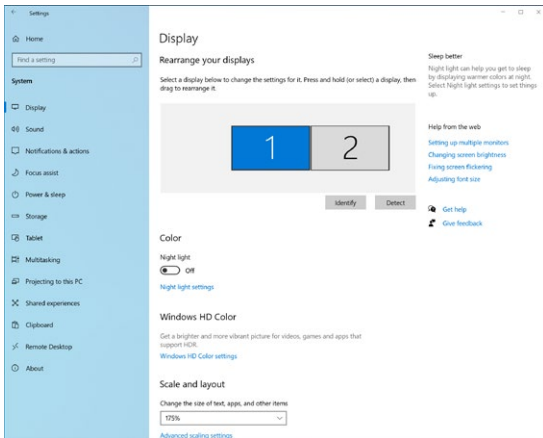 Settings
Home
Find a setting
System
Display
Sound
Notifications & actions
Focus assist
Power & sleep
Storage
Tablet
Multitasking
Projecting to this PC
Shared experiences
Clipboard
Remote Desktop
About
Display
Rearrange your displays
Select a display below to change the settings for it. Press and hold (or select) a display, then
drag to rearrange it.
1
2
Identify
Detect
Color
Night light
Off
Night light settings
Windows HD Color
Get a brighter and more vibrant picture for videos, games and apps that
support HDR.
Windows HD Color settings
Scale and layout
Change the size of text, apps, and other items
175%
Advanced scaling settings
Sleep better
Night light can help you get to sleep
by displaying warmer colors at night.
Select Night light settings to set things
up.
Help from the web
Setting up multiple monitors
Changing screen brightness
Fixing screen flickering
Adjusting font size
Get help
Give feedback